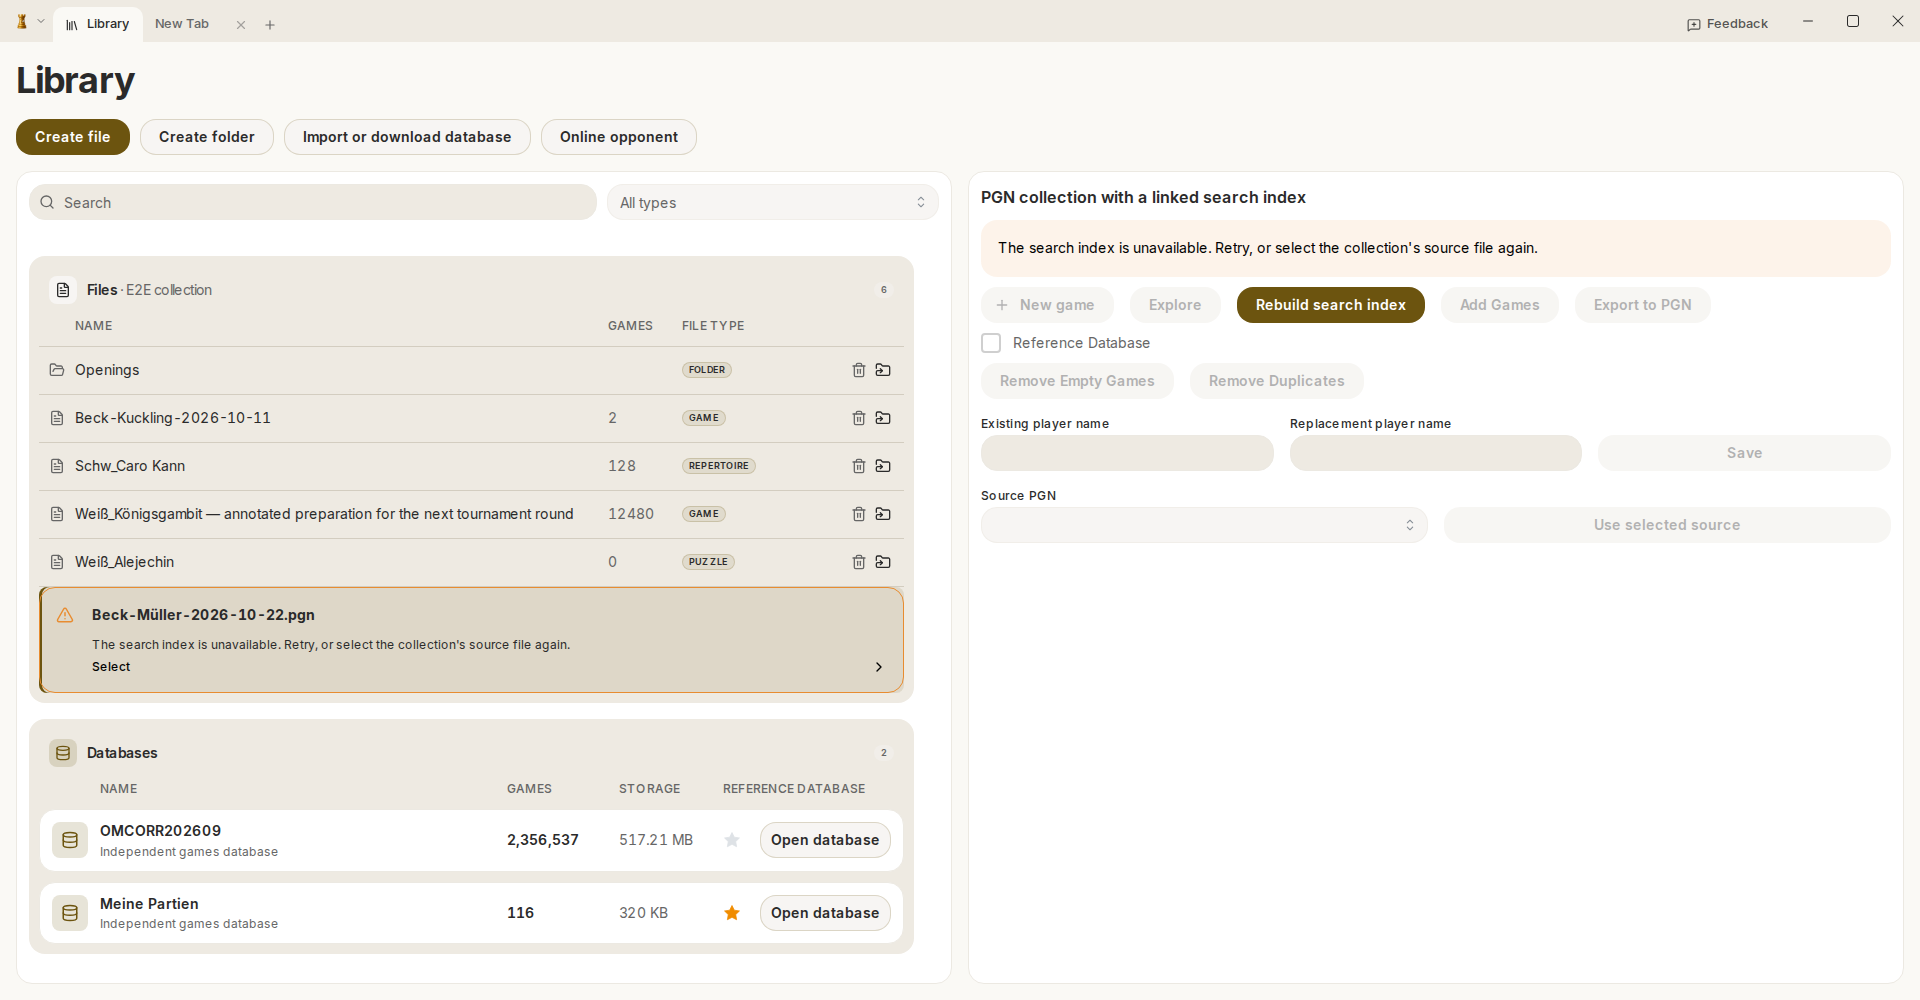 Library
New Tab
Feedback
Library
Create file
Create folder
Import or download database
Online opponent
Search
All types
Files · E2E collection
6
NAME
GAMES
FILE TYPE
Openings
FOLDER
Beck-Kuckling-2026-10-11
2
GAME
Schw_Caro Kann
128
REPERTOIRE
Weiß_Königsgambit — annotated preparation for the next tournament round
12480
GAME
Weiß_Alejechin
0
PUZZLE
Beck-Müller-2026-10-22.pgn
The search index is unavailable. Retry, or select the collection's source file again.
Select
Databases
2
NAME
GAMES
STORAGE
REFERENCE DATABASE
OMCORR202609
Independent games database
2,356,537
517.21 MB
Open database
Meine Partien
Independent games database
116
320 KB
Open database
PGN collection with a linked search index
The search index is unavailable. Retry, or select the collection's source file again.
New game
Explore
Rebuild search index
Add Games
Export to PGN
Reference Database
Remove Empty Games
Remove Duplicates
Existing player name
Replacement player name
Save
Source PGN
Use selected source